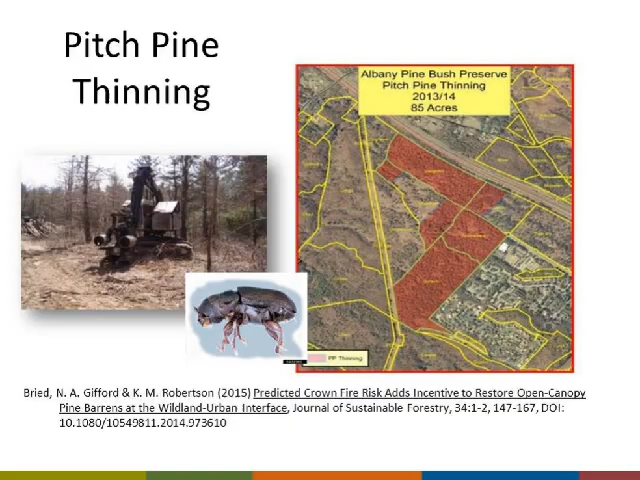 Pitch Pine
Thinning
Albany Pine Bush Preserve
Pitch Pine Thinning
2013/14
85 Acres
PP Thinning
Bried, N. A. Gifford & K. M. Robertson (2015) Predicted Crown Fire Risk Adds Incentive to Restore Open-Canopy
Pine Barrens at the Wildland-Urban Interface, Journal of Sustainable Forestry, 34:1-2, 147-167, DOI:
10.1080/10549811.2014.973610